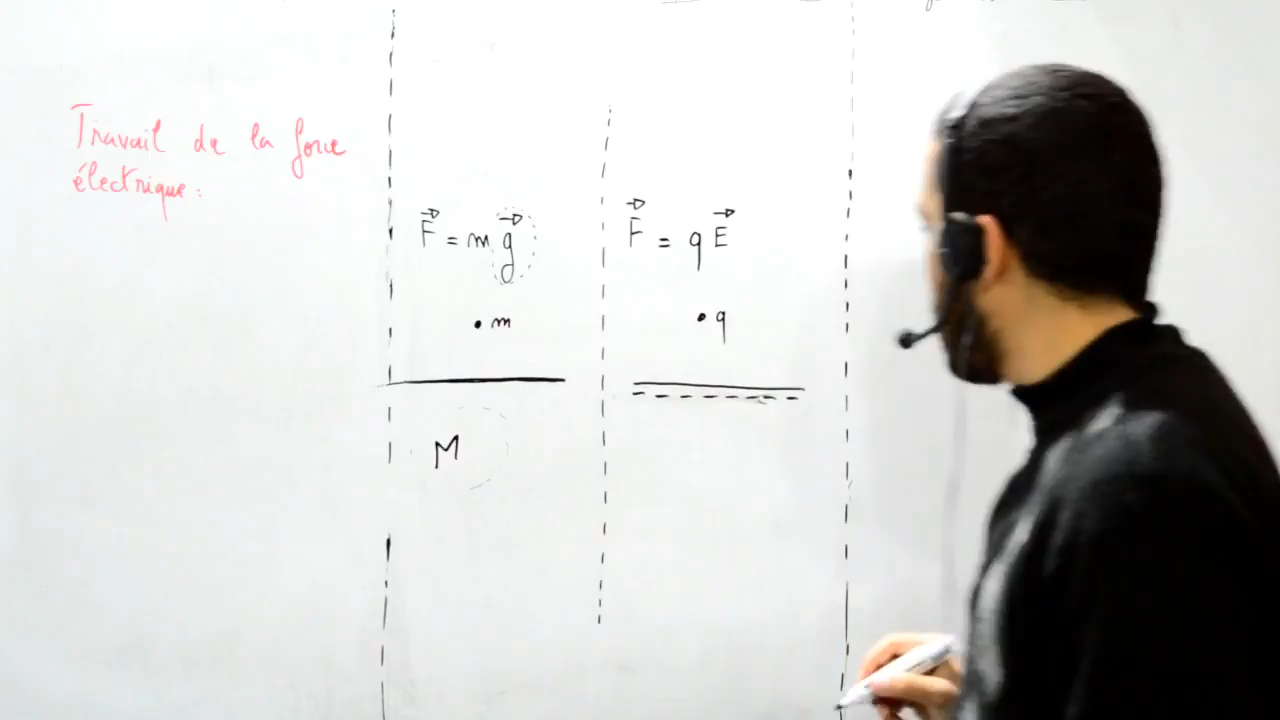 Travail de la force
électrique :
F⃗ = m g⃗
• m
M
F⃗ = q E⃗
• q